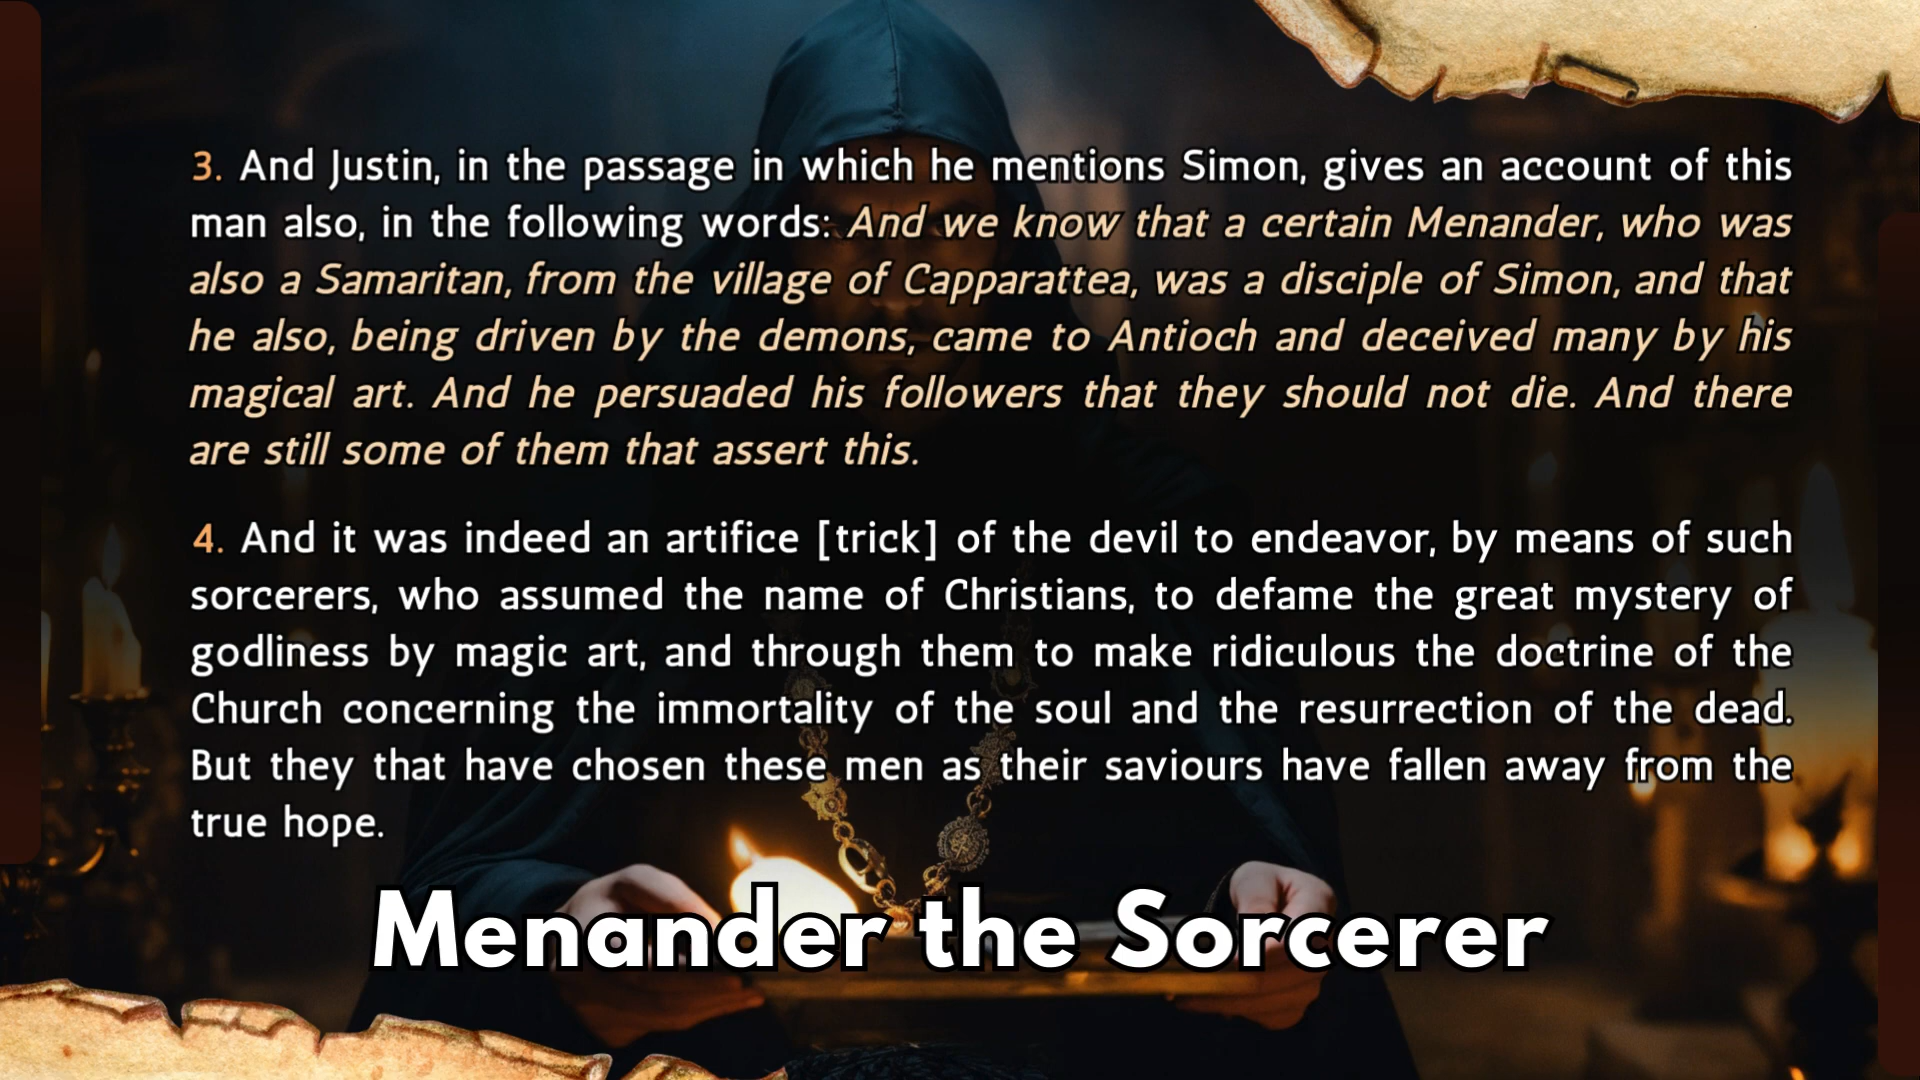 3. And Justin, in the passage in which he mentions Simon, gives an account of this
man also, in the following words: And we know that a certain Menander, who was
also a Samaritan, from the village of Capparattea, was a disciple of Simon, and that
he also, being driven by the demons, came to Antioch and deceived many by his
magical art. And he persuaded his followers that they should not die. And there
are still some of them that assert this.
4. And it was indeed an artifice [trick] of the devil to endeavor, by means of such
sorcerers, who assumed the name of Christians, to defame the great mystery of
godliness by magic art, and through them to make ridiculous the doctrine of the
Church concerning the immortality of the soul and the resurrection of the dead.
But they that have chosen these men as their saviours have fallen away from the
true hope.
Menander the Sorcerer